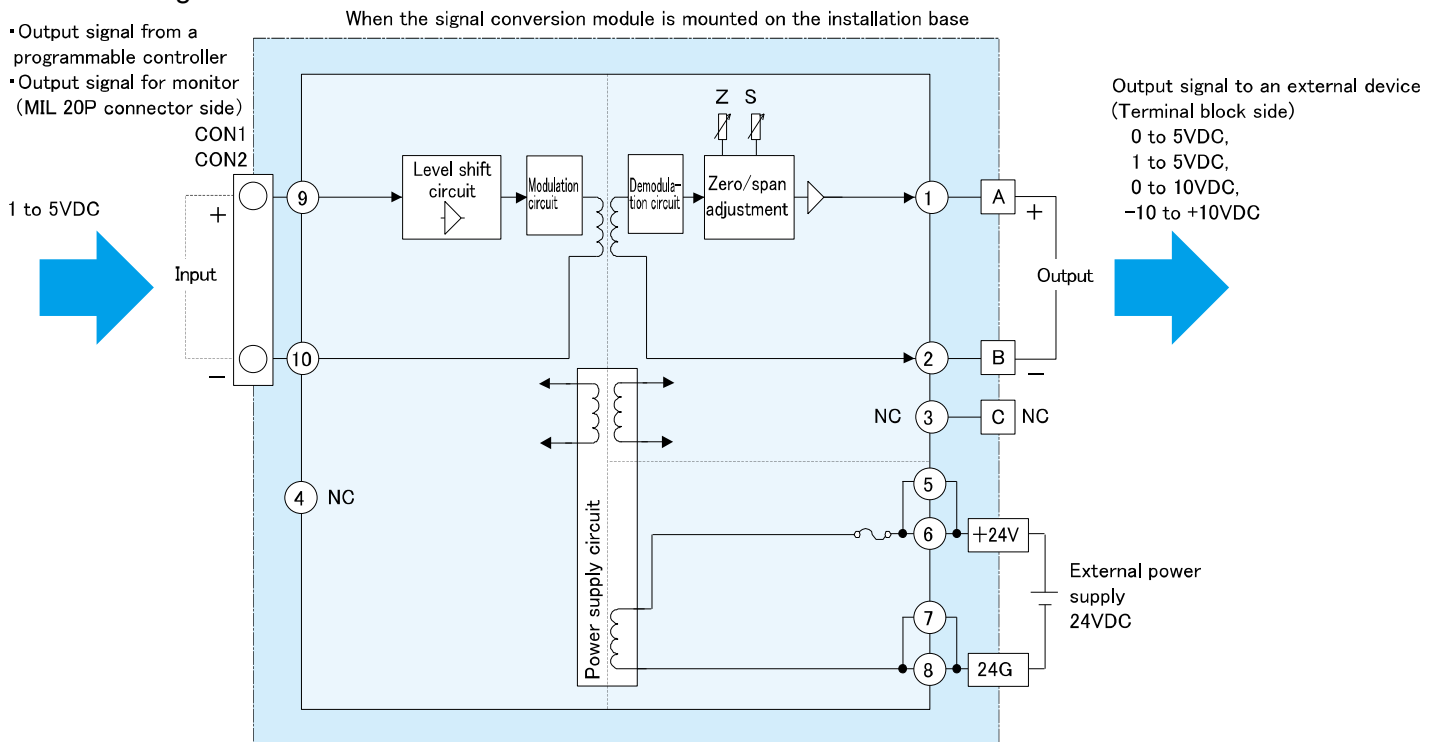 When the signal conversion module is mounted on the installation base
・Output signal from a
programmable controller
・Output signal for monitor
(MIL 20P connector side)
CON1
CON2
1 to 5VDC
+
Input
−
9
10
4
NC
Level shift
circuit
Modulation
circuit
Demodula-
tion circuit
Z S
Zero/span
adjustment
Power supply circuit
1
A
+
Output
2
B
−
NC
3
C
NC
5
6
+24V
7
8
24G
External power
supply
24VDC
Output signal to an external device
(Terminal block side)
0 to 5VDC,
1 to 5VDC,
0 to 10VDC,
−10 to +10VDC